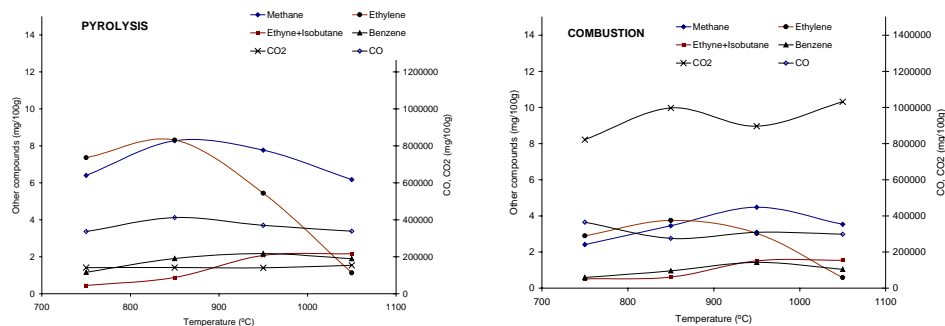 PYROLYSIS
Methane
Ethylene
Ethyne+Isobutane
Benzene
CO2
CO
14
12
10
8
6
4
2
0
Other compounds (mg/100g)
1200000
1000000
800000
600000
400000
200000
0
CO, CO2 (mg/100g)
700
800
900
1000
1100
Temperature (ºC)
COMBUSTION
Methane
Ethylene
Ethyne+Isobutane
Benzene
CO2
CO
14
12
10
8
6
4
2
0
Other compounds (mg/100g)
1400000
1200000
1000000
800000
600000
400000
200000
0
CO, CO2 (mg/100g)
700
800
900
1000
1100
Temperature (ºC)